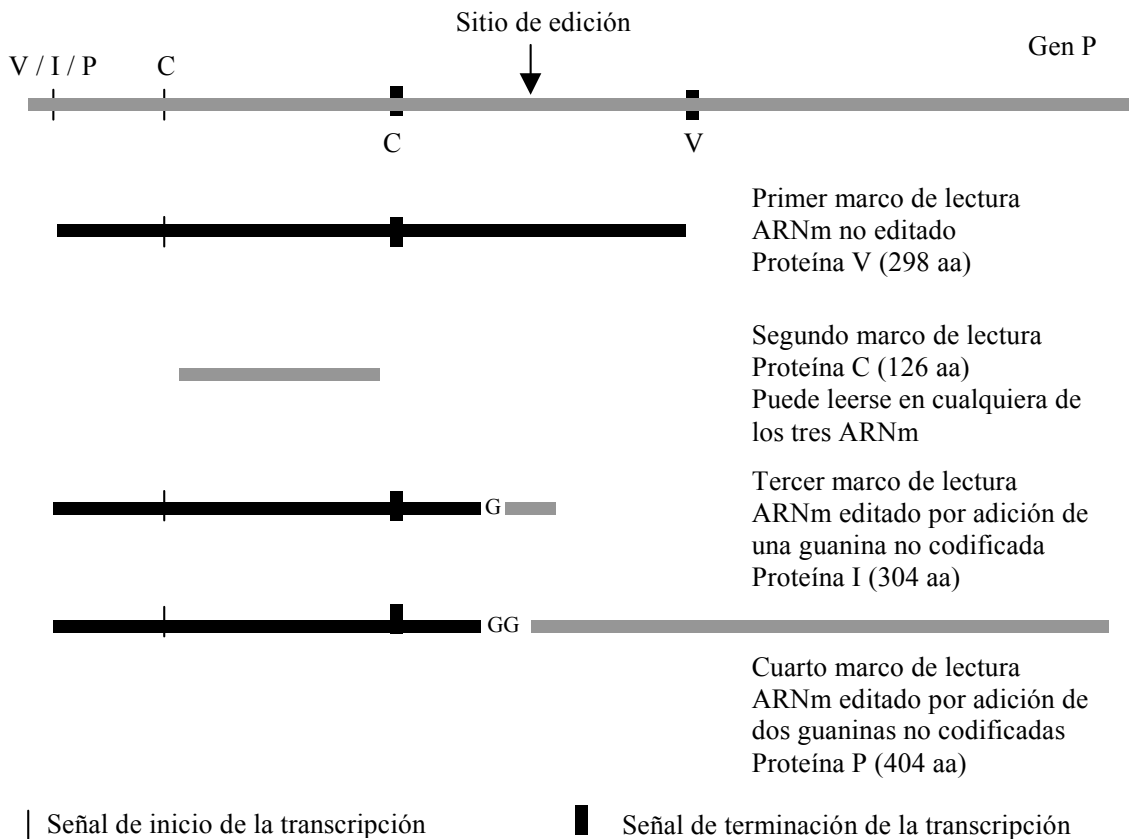 Sitio de edición
Gen P
V / I / P
C
C
V
Primer marco de lectura
ARNm no editado
Proteína V (298 aa)
Segundo marco de lectura
Proteína C (126 aa)
Puede leerse en cualquiera de
los tres ARNm
G
Tercer marco de lectura
ARNm editado por adición de
una guanina no codificada
Proteína I (304 aa)
GG
Cuarto marco de lectura
ARNm editado por adición de
dos guaninas no codificadas
Proteína P (404 aa)
Señal de inicio de la transcripción
Señal de terminación de la transcripción